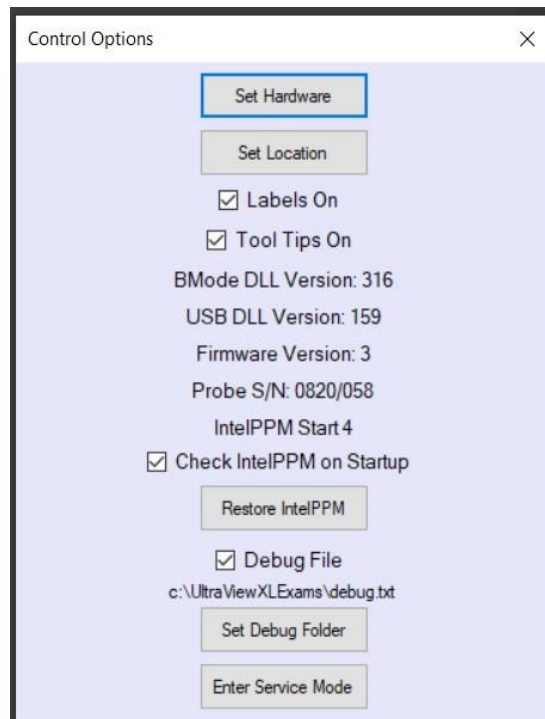 Control Options
Set Hardware
Set Location
Labels On
Tool Tips On
BMode DLL Version: 316
USB DLL Version: 159
Firmware Version: 3
Probe S/N: 0820/058
IntelPPM Start 4
Check IntelPPM on Startup
Restore IntelPPM
Debug File
c:\UltraViewXLExams\debug.txt
Set Debug Folder
Enter Service Mode